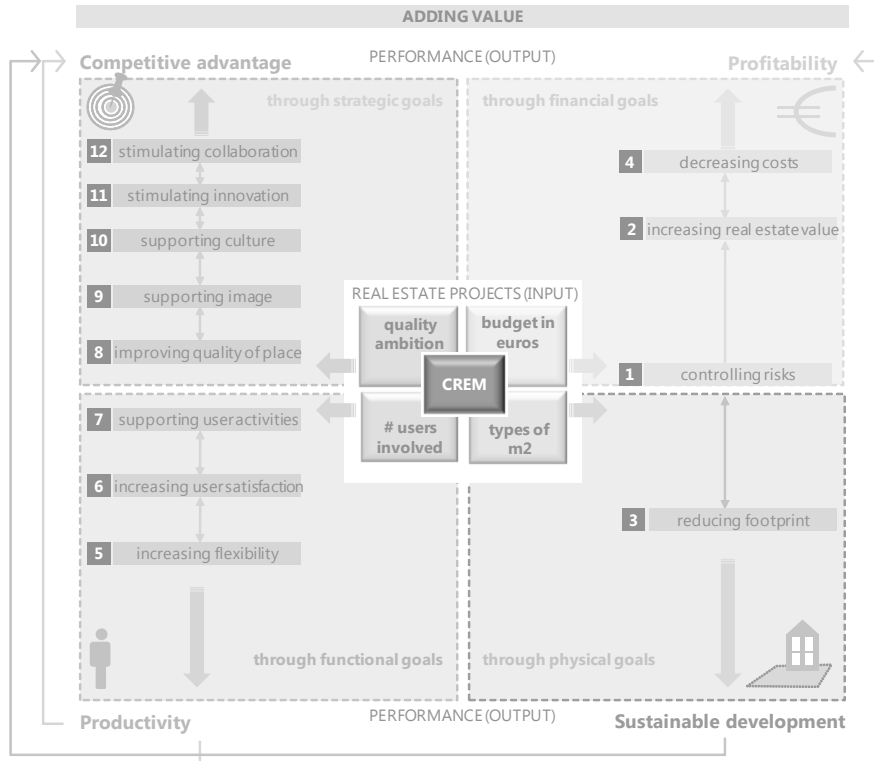 ADDING VALUE
PERFORMANCE (OUTPUT)
Competitive advantage
Profitability
through strategic goals
through financial goals
12 stimulating collaboration
4 decreasing costs
11 stimulating innovation
10 supporting culture
2 increasing real estate value
9 supporting image
REAL ESTATE PROJECTS (INPUT)
quality
ambition
budget in
euros
8 improving quality of place
1 controlling risks
CREM
7 supporting user activities
# users
involved
types of
m2
6 increasing user satisfaction
3 reducing footprint
5 increasing flexibility
through functional goals
through physical goals
Productivity
PERFORMANCE (OUTPUT)
Sustainable development